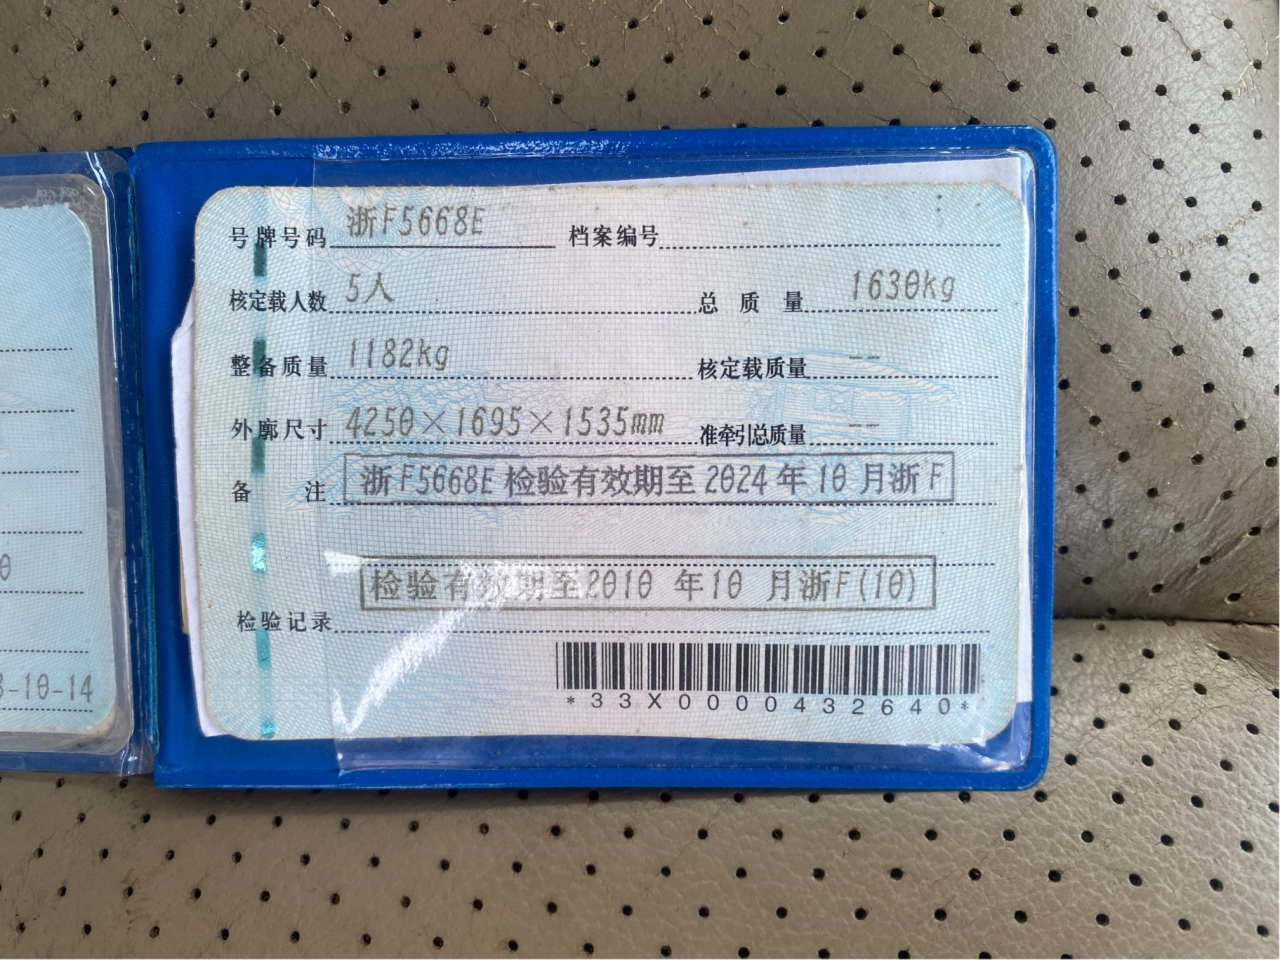 号牌号码 浙F5668E 档案编号
核定载人数 5人 总质量 1630kg
整备质量 1182kg 核定载质量 --
外廓尺寸 4250×1695×1535mm 准牵引总质量 --
备注 浙F5668E 检验有效期至 2024 年 10 月浙 F
检验有效期至2010 年10 月浙F(10)
检验记录
*33X0000432640*
0
3-10-14